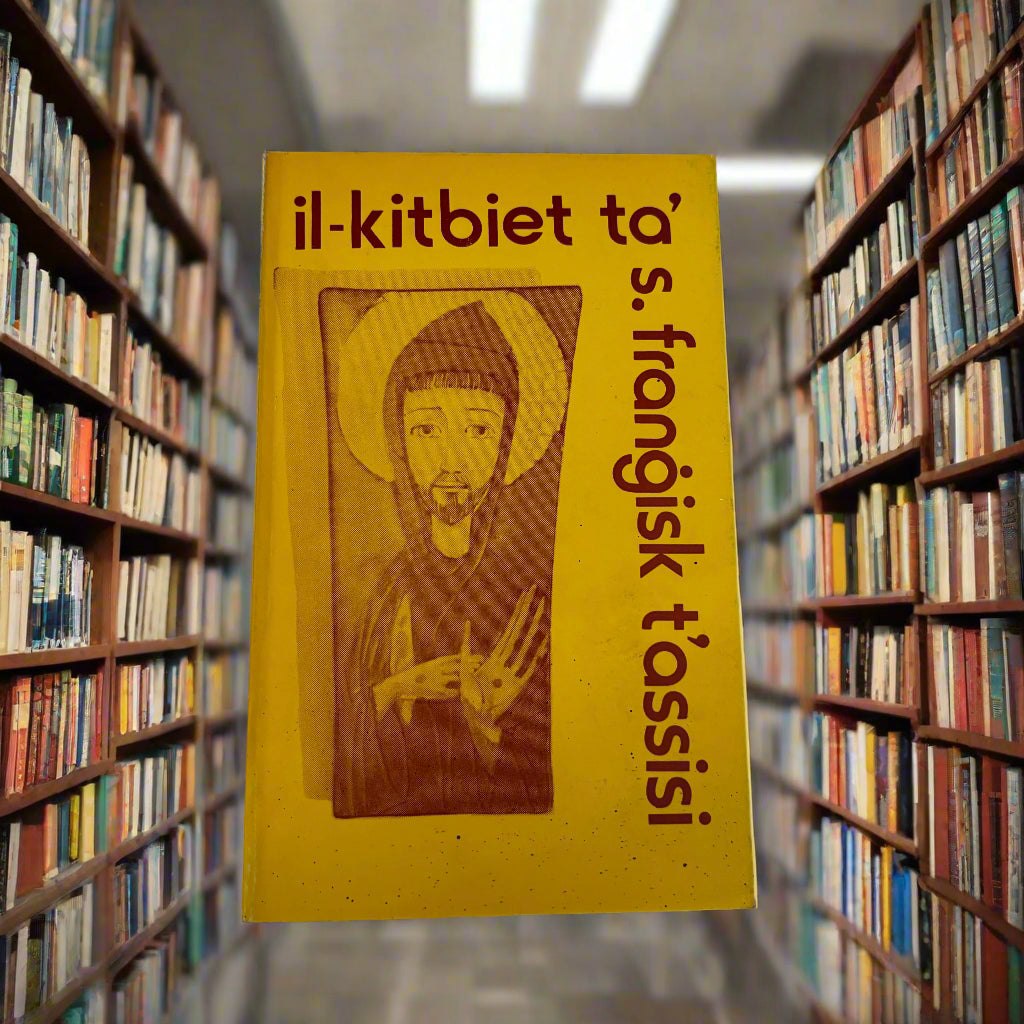 il-kitbiet ta’
s. franġisk t’assisi